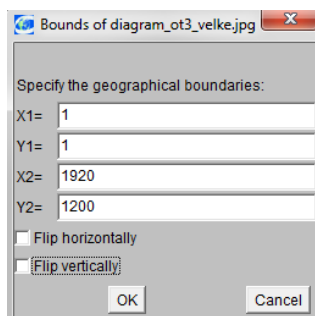 Bounds of diagram_ot3_velke.jpg
Specify the geographical boundaries:
X1= 1
Y1= 1
X2= 1920
Y2= 1200
Flip horizontally
Flip vertically
OK Cancel